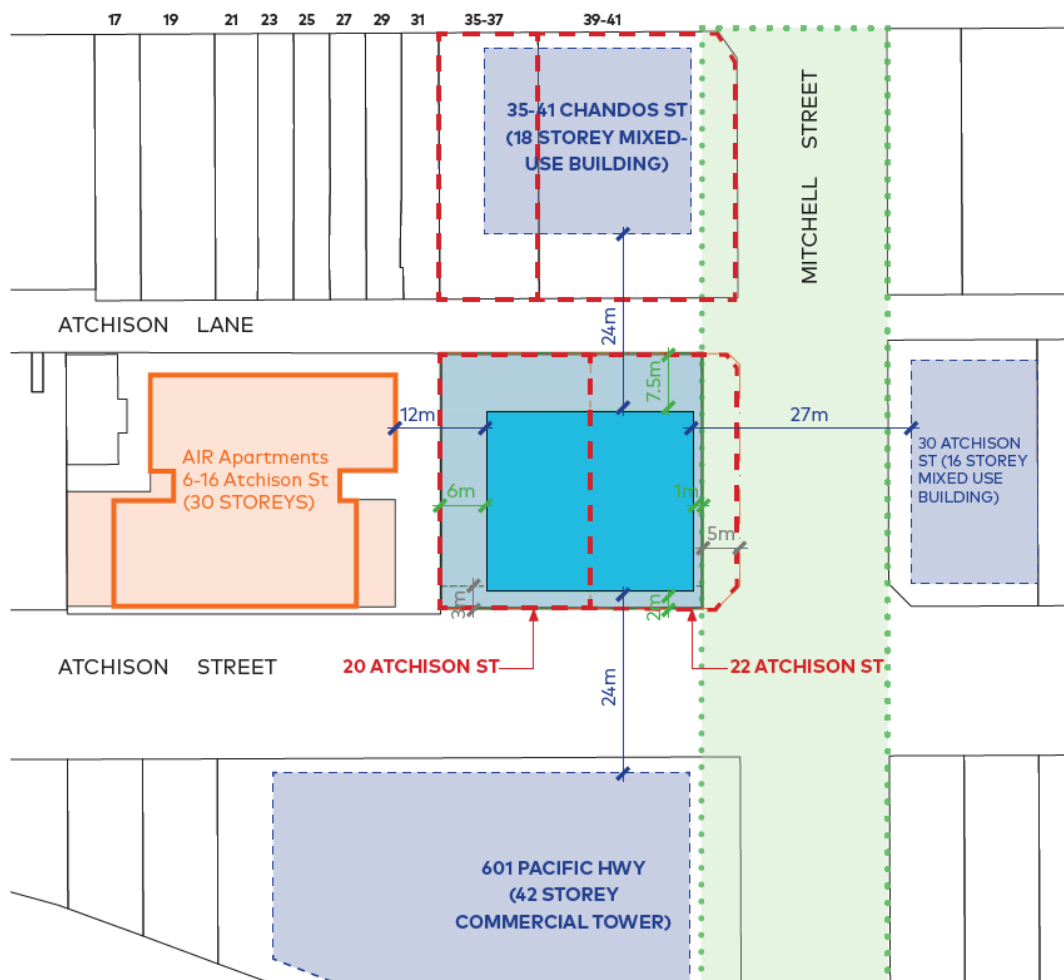 17 19 21 23 25 27 29 31 35-37 39-41
35-41 CHANDOS ST
(18 STOREY MIXED-
USE BUILDING)
MITCHELL STREET
ATCHISON LANE
24m
7.5m
12m
27m
AIR Apartments
6-16 Atchison St
(30 STOREYS)
30 ATCHISON
ST (16 STOREY
MIXED USE
BUILDING)
6m
1m
5m
3m
2m
ATCHISON STREET
20 ATCHISON ST
22 ATCHISON ST
24m
601 PACIFIC HWY
(42 STOREY
COMMERCIAL TOWER)